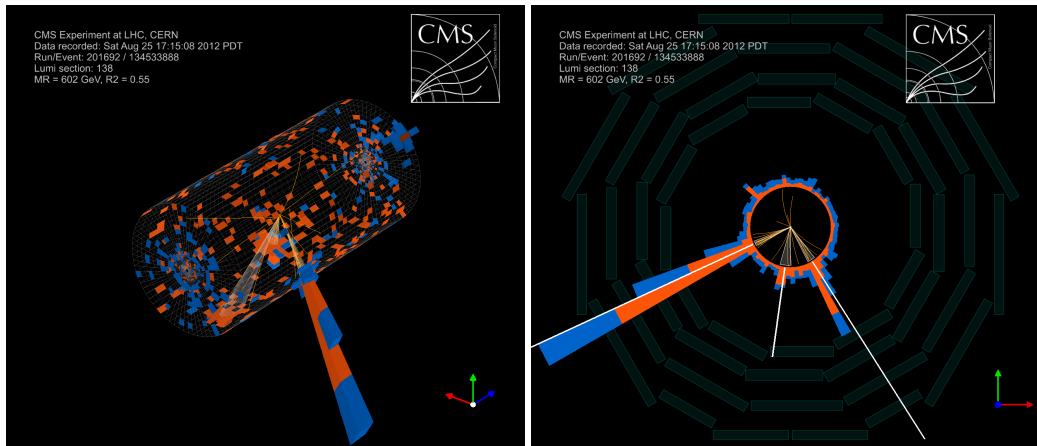 CMS Experiment at LHC, CERN
Data recorded: Sat Aug 25 17:15:08 2012 PDT
Run/Event: 201692 / 134533888
Lumi section: 138
MR = 602 GeV, R2 = 0.55
CMS
CMS Experiment at LHC, CERN
Data recorded: Sat Aug 25 17:15:08 2012 PDT
Run/Event: 201692 / 134533888
Lumi section: 138
MR = 602 GeV, R2 = 0.55
CMS